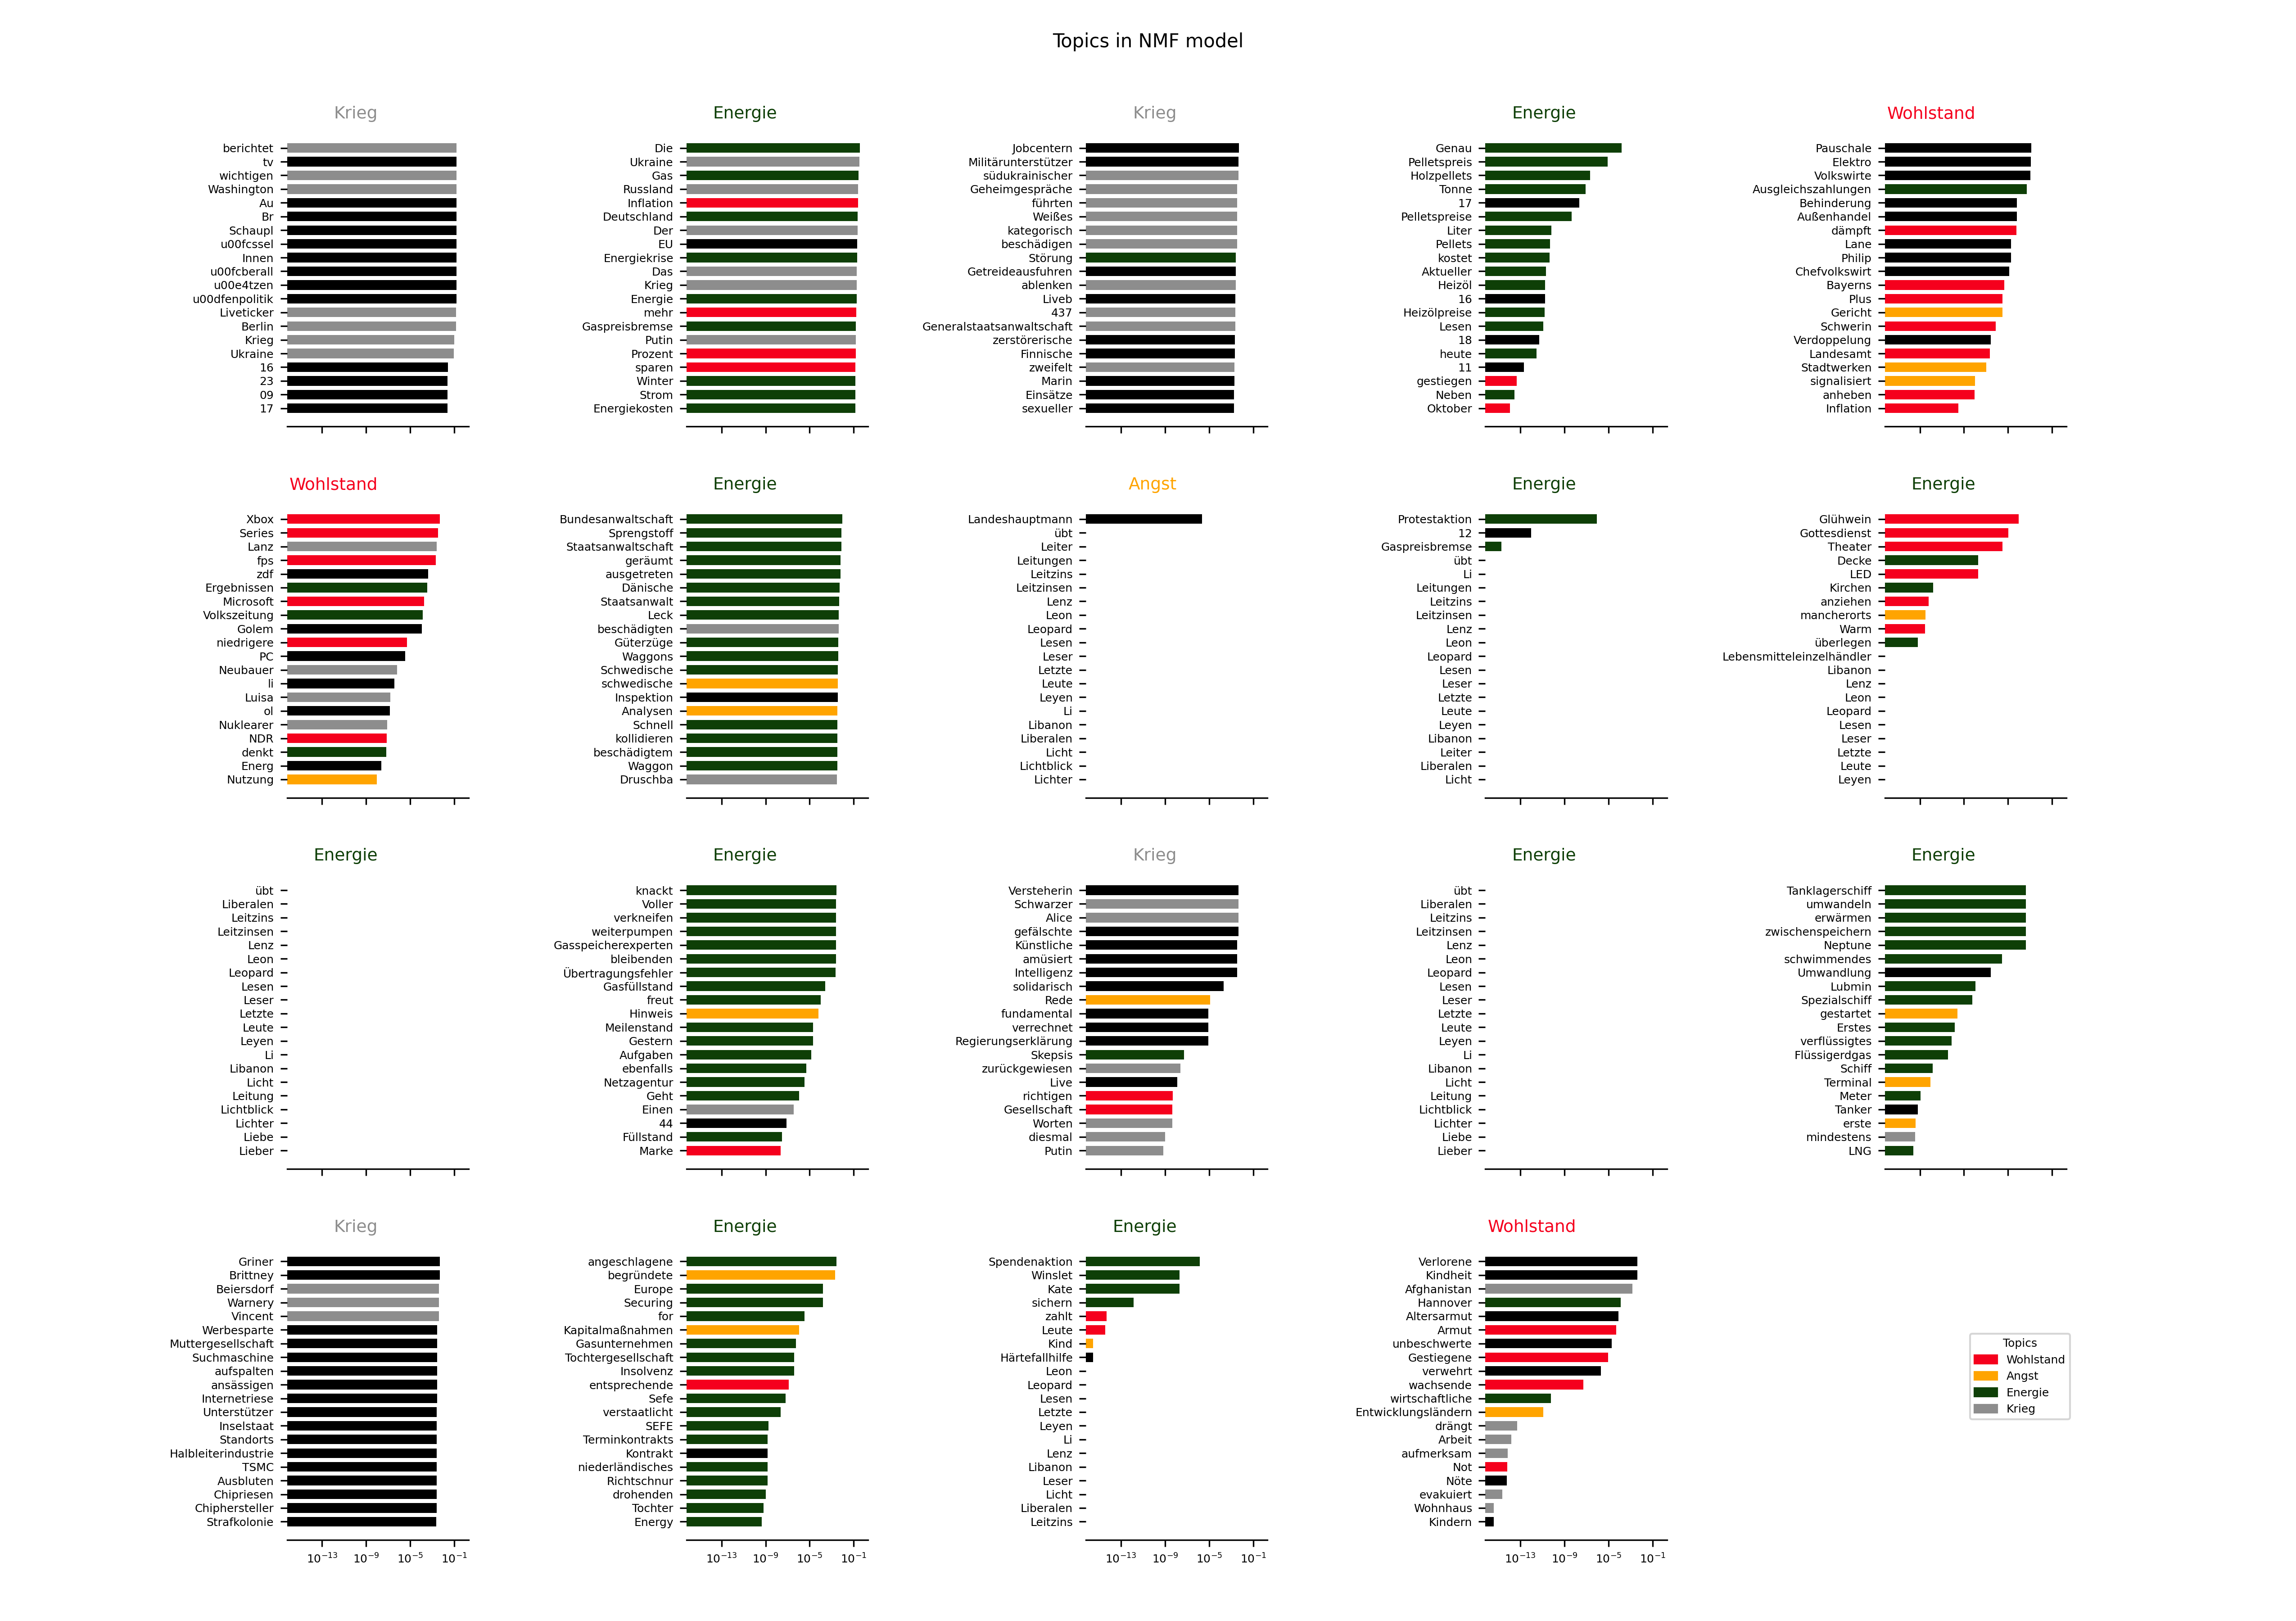 Topics in NMF model
Krieg
berichtet
tv
wichtigen
Washington
Au
Br
Schaupl
u00fcssel
Innen
u00fcberall
u00e4tzen
u00dfenpolitik
Liveticker
Berlin
Krieg
Ukraine
16
23
09
17
Energie
Die
Ukraine
Gas
Russland
Inflation
Deutschland
Der
EU
Energiekrise
Das
Krieg
Energie
mehr
Gaspreisbremse
Putin
Prozent
sparen
Winter
Strom
Energiekosten
Krieg
Jobcentern
Militärunterstützer
südukrainischer
Geheimgespräche
führten
Weißes
kategorisch
beschädigen
Störung
Getreideausfuhren
ablenken
Liveb
437
Generalstaatsanwaltschaft
zerstörerische
Finnische
zweifelt
Marin
Einsätze
sexueller
Energie
Genau
Pelletspreis
Holzpellets
Tonne
17
Pelletspreise
Liter
Pellets
kostet
Aktueller
Heizöl
16
Heizölpreise
Lesen
18
heute
11
gestiegen
Neben
Oktober
Wohlstand
Pauschale
Elektro
Volkswirte
Ausgleichszahlungen
Behinderung
Außenhandel
dämpft
Lane
Philip
Chefvolkswirt
Bayerns
Plus
Gericht
Schwerin
Verdoppelung
Landesamt
Stadtwerken
signalisiert
anheben
Inflation
Wohlstand
Xbox
Series
Lanz
fps
zdf
Ergebnissen
Microsoft
Volkszeitung
Golem
niedrigere
PC
Neubauer
li
Luisa
ol
Nuklearer
NDR
denkt
Energ
Nutzung
Energie
Bundesanwaltschaft
Sprengstoff
Staatsanwaltschaft
geräumt
ausgetreten
Dänische
Staatsanwalt
Leck
beschädigten
Güterzüge
Waggons
Schwedische
schwedische
Inspektion
Analysen
Schnell
kollidieren
beschädigtem
Waggon
Druschba
Angst
Landeshauptmann
übt
Leiter
Leitungen
Leitzins
Leitzinsen
Lenz
Leon
Leopard
Lesen
Leser
Letzte
Leute
Leyen
Li
Libanon
Liberalen
Licht
Lichtblick
Lichter
Energie
Protestaktion
12
Gaspreisbremse
übt
Li
Leitungen
Leitzins
Leitzinsen
Lenz
Leon
Leopard
Lesen
Leser
Letzte
Leute
Leyen
Libanon
Leiter
Liberalen
Licht
Energie
Glühwein
Gottesdienst
Theater
Decke
LED
Kirchen
anziehen
mancherorts
Warm
überlegen
Lebensmitteleinzelhändler
Libanon
Lenz
Leon
Leopard
Lesen
Leser
Letzte
Leute
Leyen
Energie
übt
Liberalen
Leitzins
Leitzinsen
Lenz
Leon
Leopard
Lesen
Leser
Letzte
Leute
Leyen
Li
Libanon
Licht
Leitung
Lichtblick
Lichter
Liebe
Lieber
Energie
knackt
Voller
verkneifen
weiterpumpen
Gasspeicherexperten
bleibenden
Übertragungsfehler
Gasfüllstand
freut
Hinweis
Meilenstand
Gestern
Aufgaben
ebenfalls
Netzagentur
Geht
Einen
44
Füllstand
Marke
Krieg
Versteherin
Schwarzer
Alice
gefälschte
Künstliche
amüsiert
Intelligenz
solidarisch
Rede
fundamental
verrechnet
Regierungserklärung
Skepsis
zurückgewiesen
Live
richtigen
Gesellschaft
Worten
diesmal
Putin
Energie
übt
Liberalen
Leitzins
Leitzinsen
Lenz
Leon
Leopard
Lesen
Leser
Letzte
Leute
Leyen
Li
Libanon
Licht
Leitung
Lichtblick
Lichter
Liebe
Lieber
Energie
Tanklagerschiff
umwandeln
erwärmen
zwischenspeichern
Neptune
schwimmendes
Umwandlung
Lubmin
Spezialschiff
gestartet
Erstes
verflüssigtes
Flüssigerdgas
Schiff
Terminal
Meter
Tanker
erste
mindestens
LNG
Krieg
Griner
Brittney
Beiersdorf
Warnery
Vincent
Werbesparte
Muttergesellschaft
Suchmaschine
aufspalten
ansässigen
Internetriese
Unterstützer
Inselstaat
Standorts
Halbleiterindustrie
TSMC
Ausbluten
Chipriesen
Chiphersteller
Strafkolonie
10⁻¹³ 10⁻⁹ 10⁻⁵ 10⁻¹
Energie
angeschlagene
begründete
Europe
Securing
for
Kapitalmaßnahmen
Gasunternehmen
Tochtergesellschaft
Insolvenz
entsprechende
Sefe
verstaatlicht
SEFE
Terminkontrakts
Kontrakt
niederländisches
Richtschnur
drohenden
Tochter
Energy
10⁻¹³ 10⁻⁹ 10⁻⁵ 10⁻¹
Energie
Spendenaktion
Winslet
Kate
sichern
zahlt
Leute
Kind
Härtefallhilfe
Leon
Leopard
Lesen
Letzte
Leyen
Li
Lenz
Libanon
Leser
Licht
Liberalen
Leitzins
10⁻¹³ 10⁻⁹ 10⁻⁵ 10⁻¹
Wohlstand
Verlorene
Kindheit
Afghanistan
Hannover
Altersarmut
Armut
unbeschwerte
Gestiegene
verwehrt
wachsende
wirtschaftliche
Entwicklungsländern
drängt
Arbeit
aufmerksam
Not
Nöte
evakuiert
Wohnhaus
Kindern
10⁻¹³ 10⁻⁹ 10⁻⁵ 10⁻¹
Topics
Wohlstand
Angst
Energie
Krieg